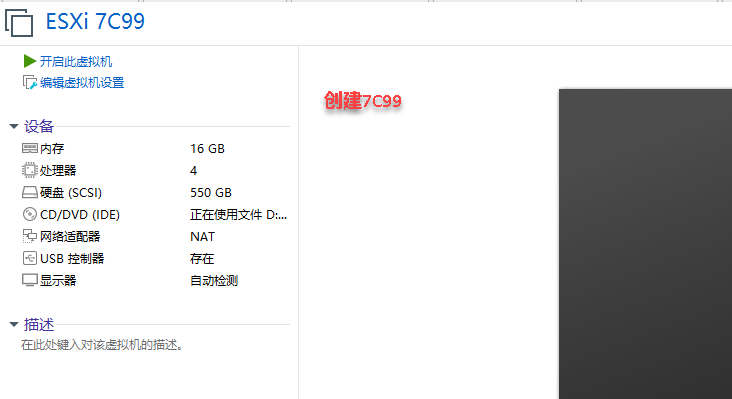 ESXi 7C99
开启此虚拟机
编辑虚拟机设置
创建7C99
设备
内存 16 GB
处理器 4
硬盘 (SCSI) 550 GB
CD/DVD (IDE) 正在使用文件 D:...
网络适配器 NAT
USB 控制器 存在
显示器 自动检测
描述
在此处键入对该虚拟机的描述。